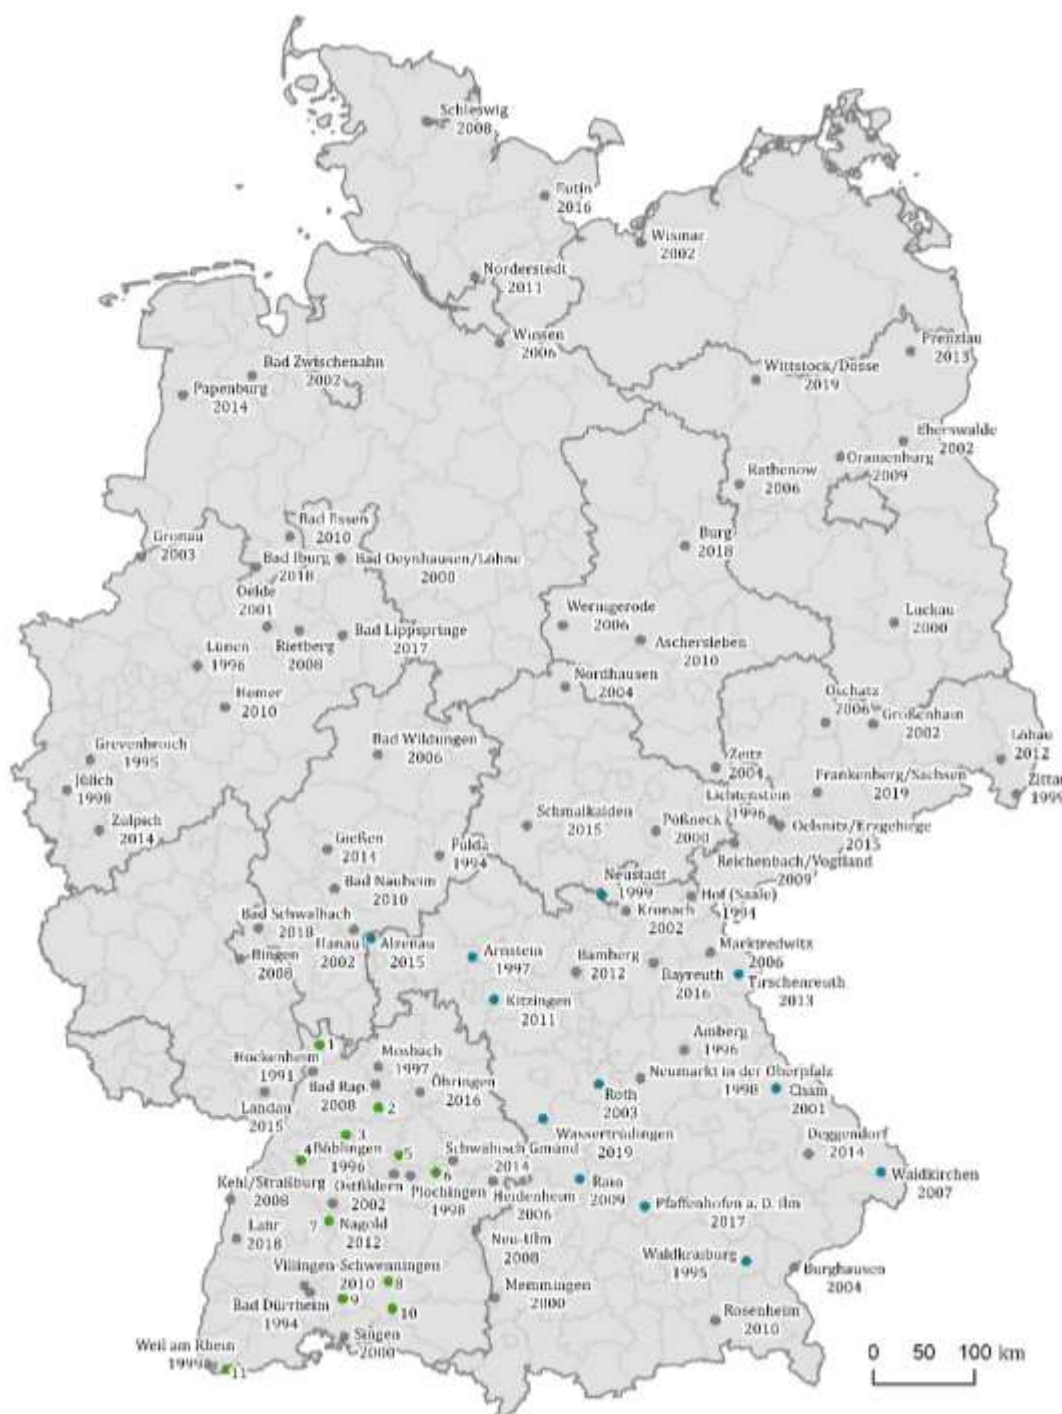 Schleswig
2008
Eutin
2016
Wismar
2002
Norderstedt
2011
Winsen
2006
Prenzlau
2013
Bad Zwischenahn
2002
Wittstock/Dosse
2019
Papenburg
2014
Eberswalde
2002
Oranienburg
2009
Rathenow
2006
Bad Essen
2010
Gronau
2003
Burg
2018
Bad Iburg
2018
Bad Oeynhausen/Löhne
2000
Oelde
2001
Wernigerode
2006
Luckau
2000
Rietberg
2008
Bad Lippspringe
2017
Aschersleben
2010
Lünen
1996
Nordhausen
2004
Hemer
2010
Oschatz
2006
Großenhain
2002
Bad Wildungen
2006
Löbau
2012
Grevenbroich
1995
Zeitz
2004
Jülich
1998
Frankenberg/Sachsen
2019
Zittau
1999
Lichtenstein
1996
Schmalkalden
2015
Zülpich
2014
Pößneck
2000
Oelsnitz/Erzgebirge
2015
Gießen
2014
Fulda
1994
Reichenbach/Vogtland
2009
Neustadt
1999
Bad Nauheim
2010
Hof (Saale)
1994
Kronach
2002
Bad Schwalbach
2018
Hanau
2002
Alzenau
2015
Arnstein
1997
Bamberg
2012
Marktredwitz
2006
Bingen
2008
Bayreuth
2016
Tirschenreuth
2013
Kitzingen
2011
Amberg
1996
1
Hockenheim
1991
Mosbach
1997
Neumarkt in der Oberpfalz
1998
Bad Rap.
2008
Öhringen
2016
Roth
2003
Cham
2001
Landau
2015
2
Wassertrüdingen
2019
3
Deggendorf
2014
4
Böblingen
1996
5
Schwäbisch Gmünd
2014
6
Waldkirchen
2007
Kehl/Straßburg
2008
Ostfildern
2002
Plochingen
1998
Heidenheim
2006
Rain
2009
Pfaffenhofen a. D. Ilm
2017
7
Nagold
2012
Lahr
2018
Neu-Ulm
2008
Waldkraiburg
1995
Villingen-Schwenningen
2010
8
Burghausen
2004
Bad Dürrheim
1994
9
10
Memmingen
2000
Rosenheim
2010
Singen
2000
Weil am Rhein
1999
11
0 50 100 km